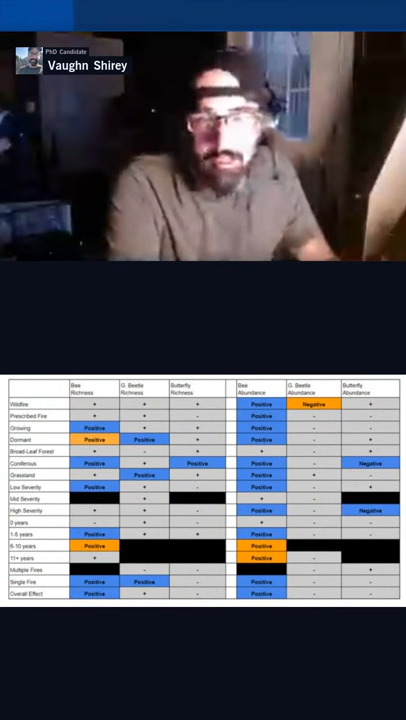 PhD Candidate
Vaughn Shirey
Bee Richness G. Beetle Richness Butterfly Richness Bee Abundance G. Beetle Abundance Butterfly Abundance
Wildfire + + + Positive Negative +
Prescribed Fire + + - Positive - -
Growing Positive + + Positive - -
Dormant Positive Positive + Positive - +
Broad-Leaf Forest + - + + - +
Coniferous Positive + Positive Positive - Negative
Grassland + Positive + Positive + -
Low Severity Positive + - Positive - +
Mid Severity + + -
High Severity + + - Positive - Negative
0 years - + - + - -
1-5 years Positive + + Positive - -
6-10 years Positive Positive
11+ years + Positive -
Multiple Fires - - - +
Single Fire Positive Positive - Positive - -
Overall Effect Positive + - Positive - -